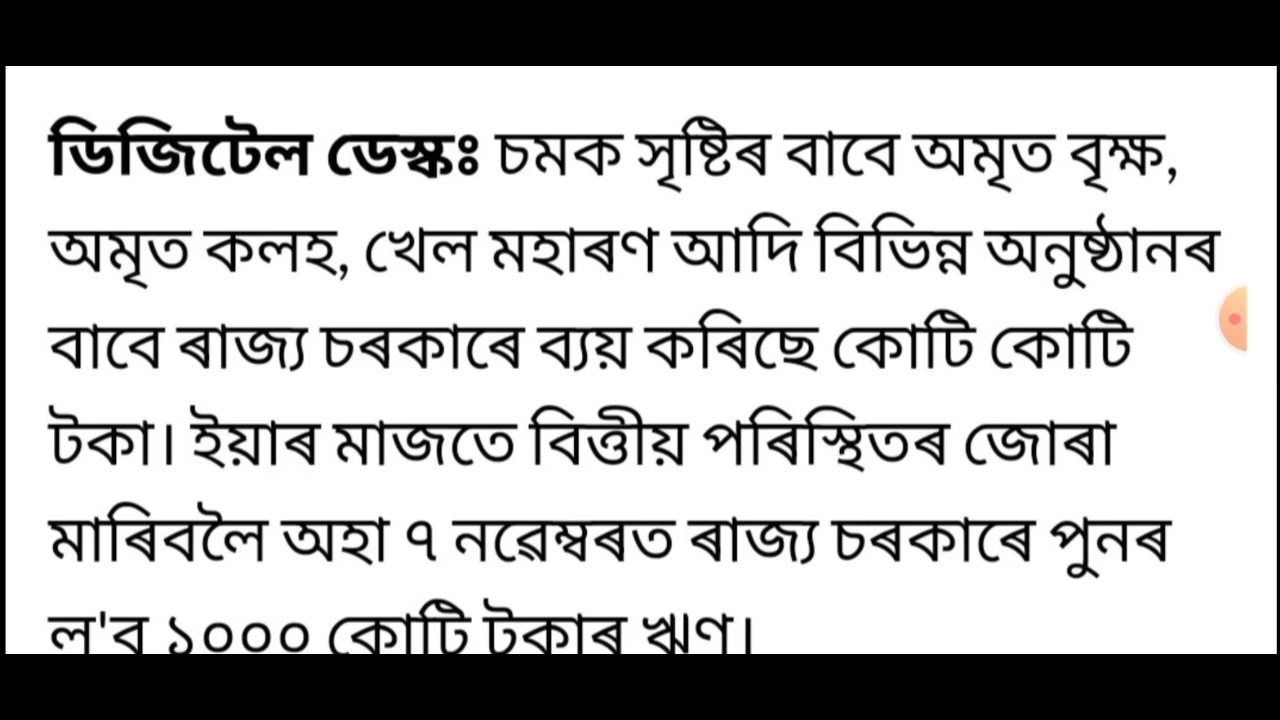 ডিজিটেল ডেস্কঃ চমক সৃষ্টিৰ বাবে অমৃত বৃক্ষ,
অমৃত কলহ, খেল মহাৰণ আদি বিভিন্ন অনুষ্ঠানৰ
বাবে ৰাজ্য চৰকাৰে ব্যয় কৰিছে কোটি কোটি
টকা। ইয়াৰ মাজতে বিত্তীয় পৰিস্থিতৰ জোৰা
মাৰিবলৈ অহা ৭ নৱেম্বৰত ৰাজ্য চৰকাৰে পুনৰ
ল'ব ১০০০ কোটি টকাৰ ঋণ।